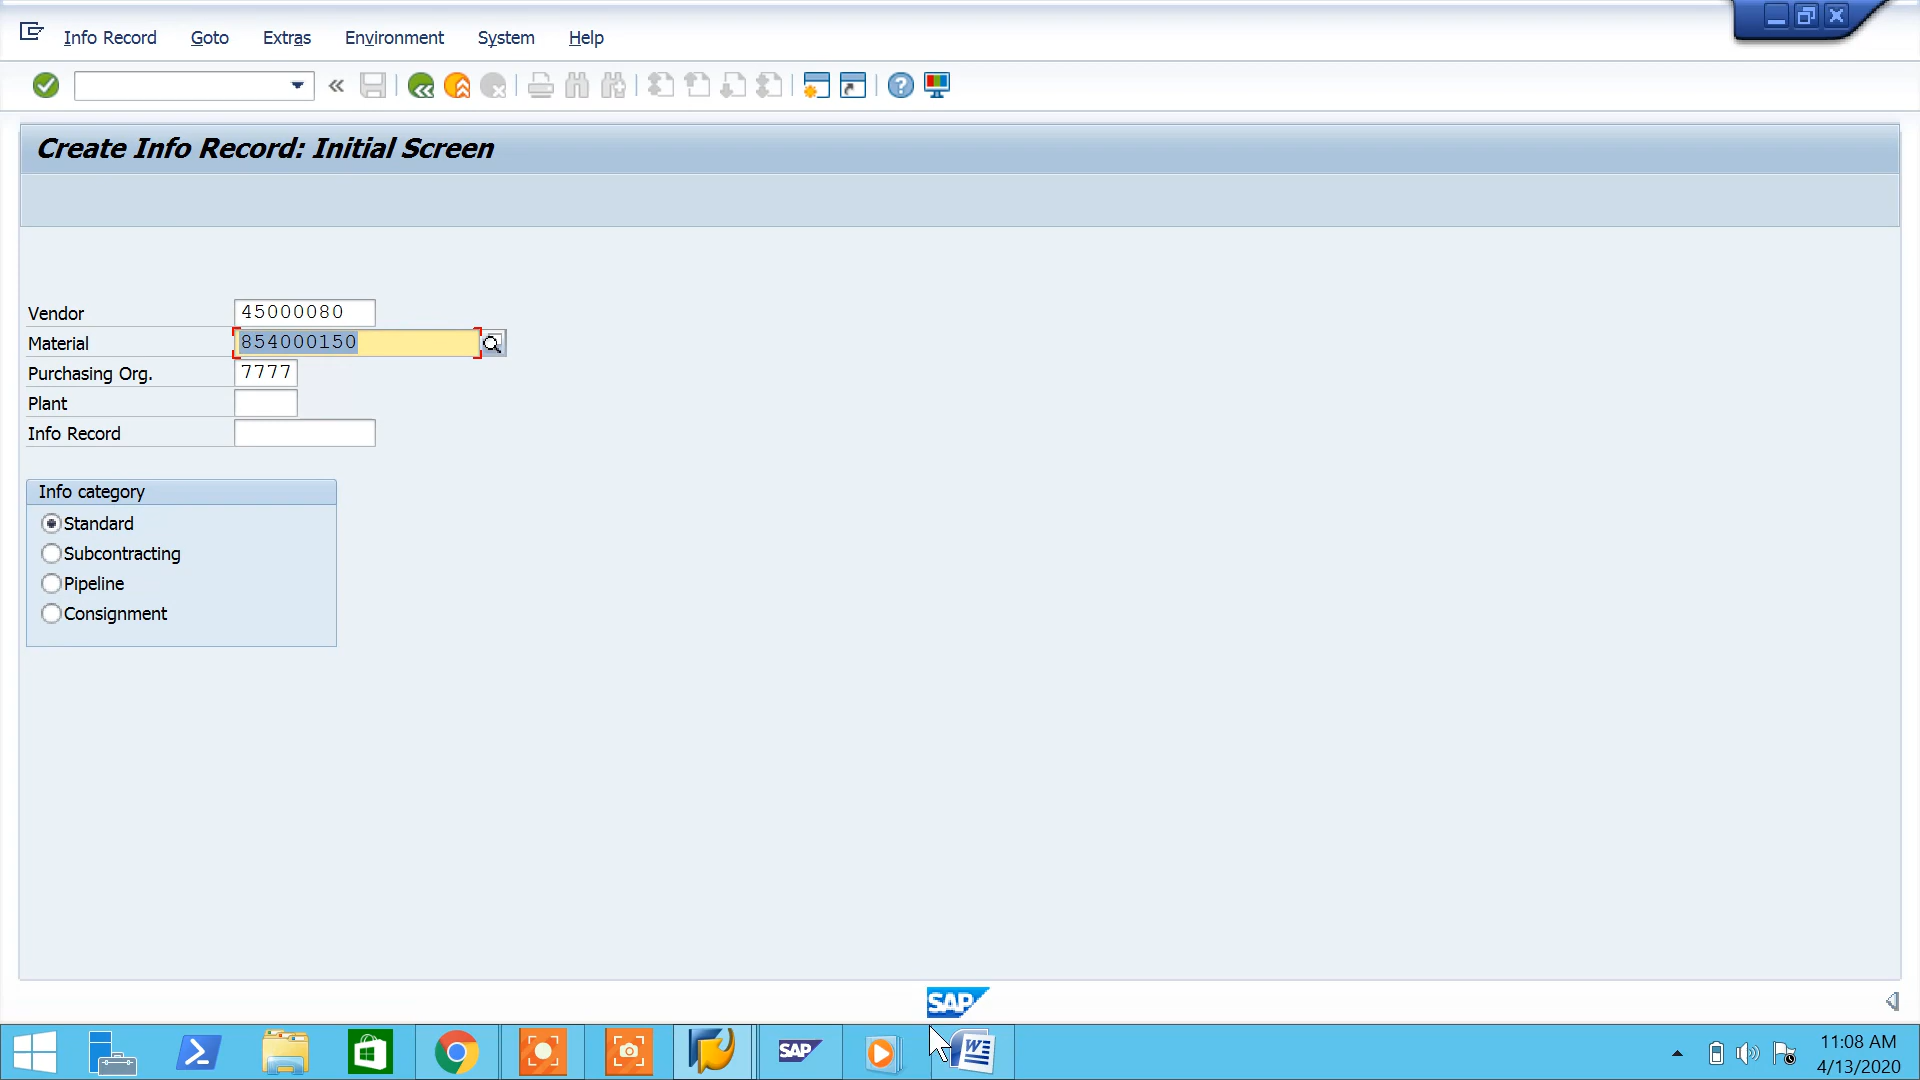 Info Record Goto Extras Environment System Help
Create Info Record: Initial Screen
Vendor 45000080
Material 854000150
Purchasing Org. 7777
Plant
Info Record
Info category
Standard
Subcontracting
Pipeline
Consignment
SAP
SAP
11:08 AM
4/13/2020